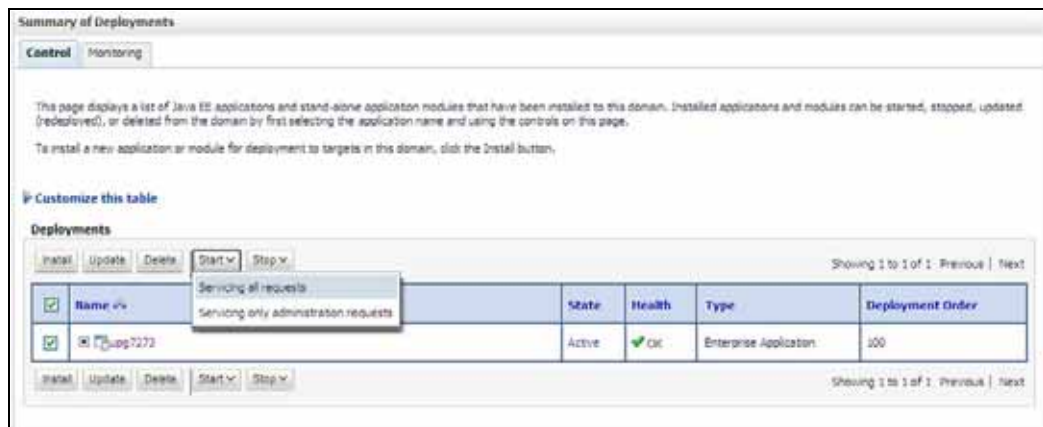 Summary of Deployments
Control Monitoring
This page displays a list of Java EE applications and stand-alone application modules that have been installed to this domain. Installed applications and modules can be started, stopped, updated
(redeployed), or deleted from the domain by first selecting the application name and using the controls on this page.
To install a new application or module for deployment to targets in this domain, click the Install button.
Customize this table
Deployments
Install Update Delete Start Stop Showing 1 to 1 of 1 Previous | Next
Servicing all requests
Servicing only administration requests
Name State Health Type Deployment Order
upg7273 Active OK Enterprise Application 100
Install Update Delete Start Stop Showing 1 to 1 of 1 Previous | Next